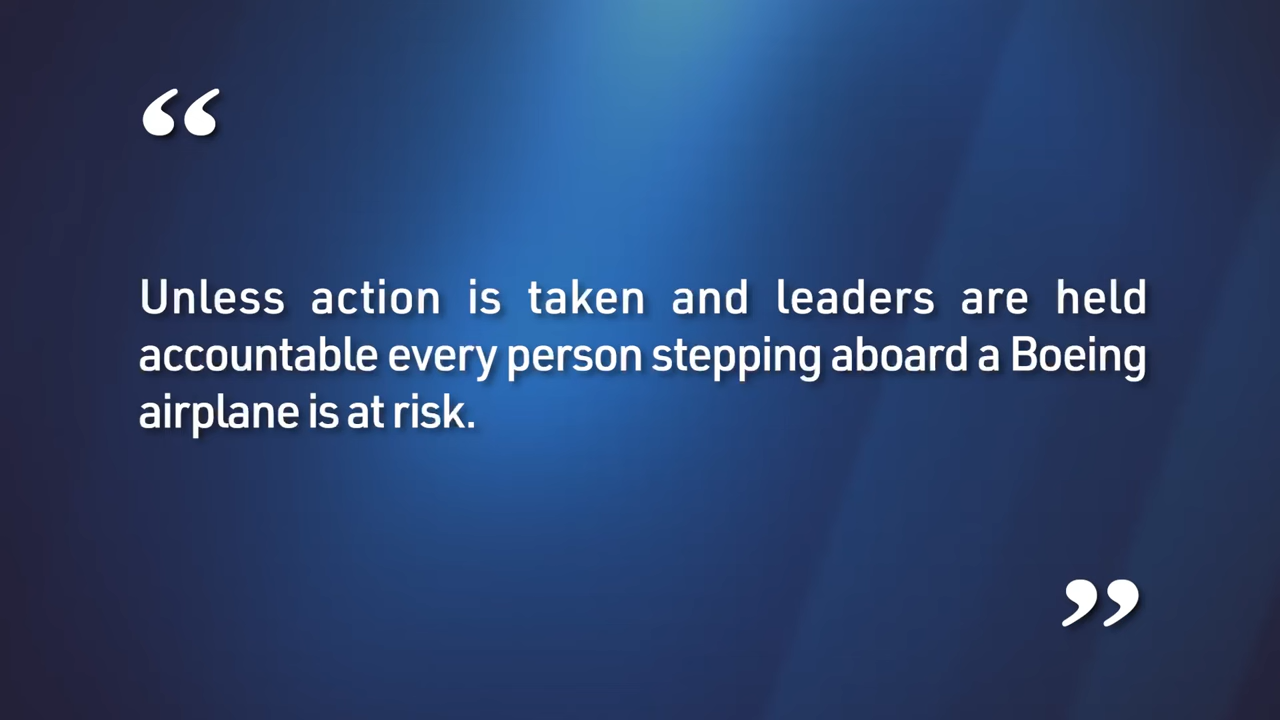 “
Unless action is taken and leaders are held
accountable every person stepping aboard a Boeing
airplane is at risk.
”